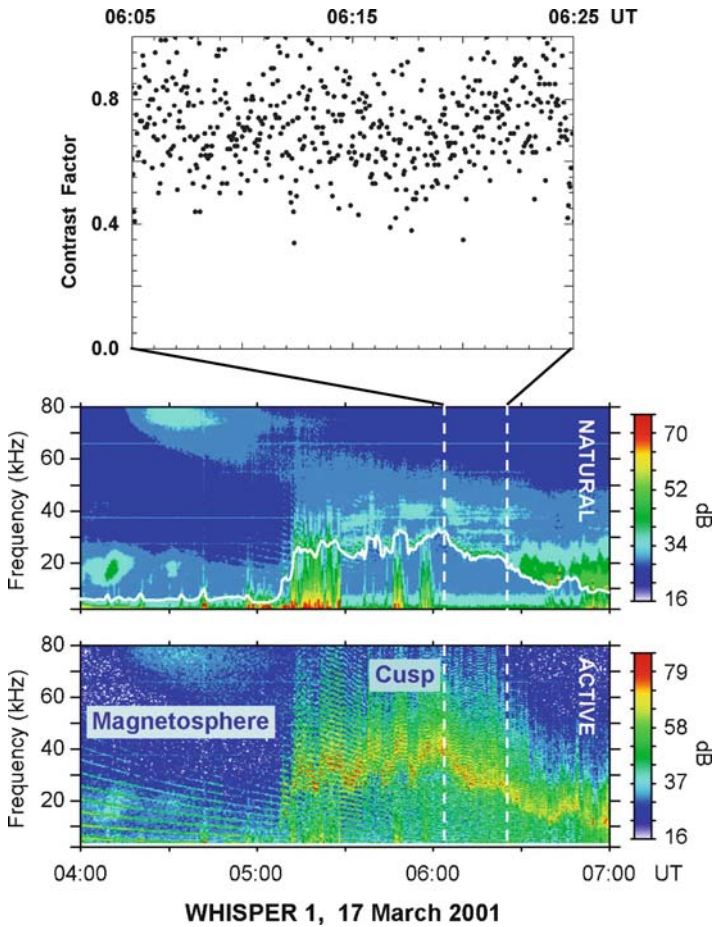 06:05 06:15 06:25 UT
0.8
0.4
0.0
Contrast Factor
80
60
40
20
Frequency (kHz)
NATURAL
70
52
34
16
dB
80
60
40
20
Frequency (kHz)
Magnetosphere
Cusp
ACTIVE
79
58
37
16
dB
04:00 05:00 06:00 07:00 UT
WHISPER 1, 17 March 2001